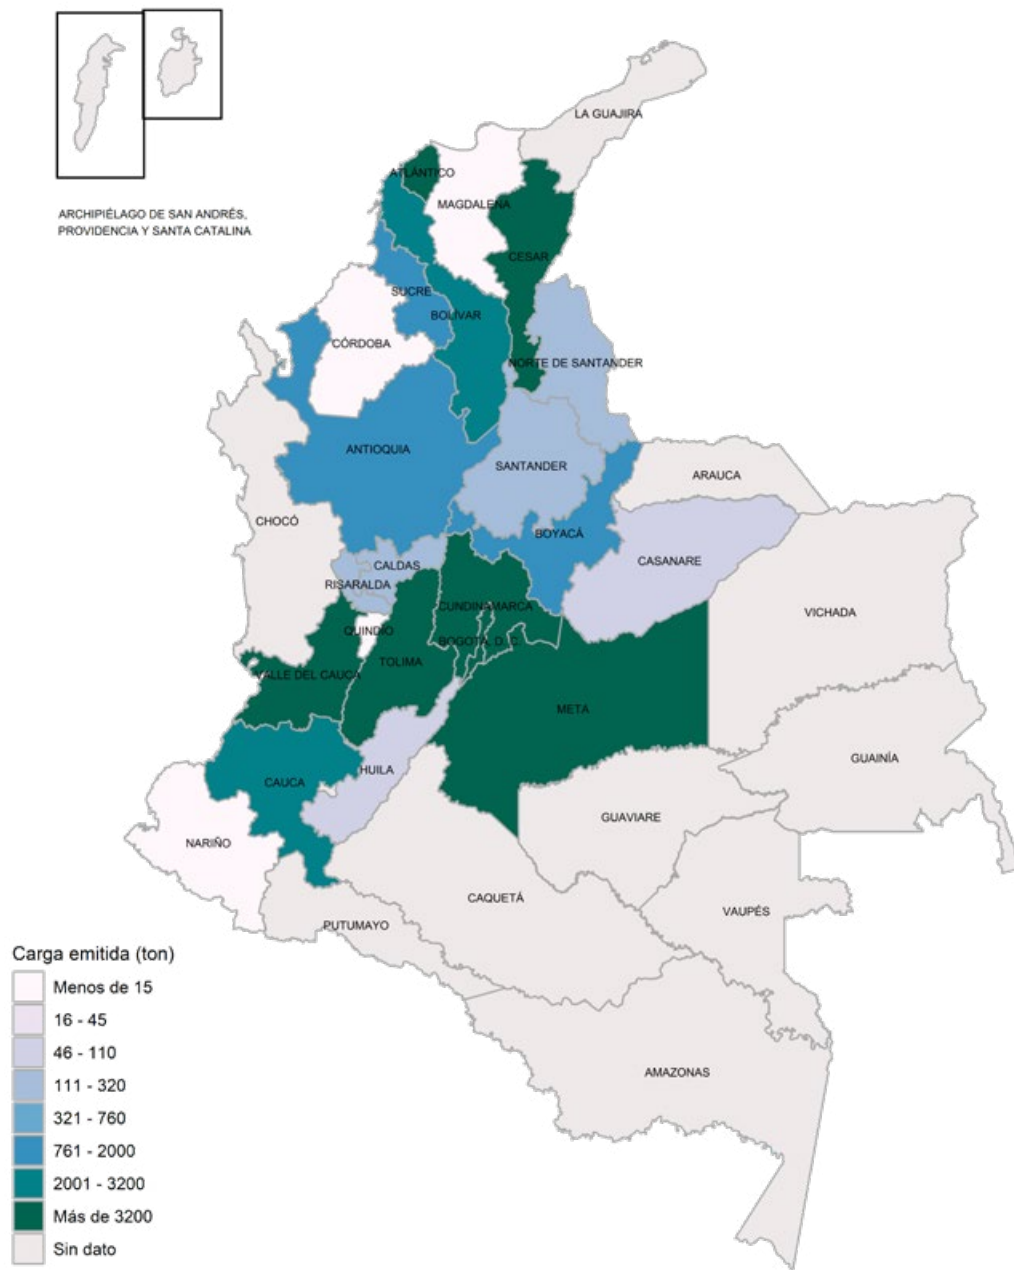 ARCHIPIÉLAGO DE SAN ANDRÉS,
PROVIDENCIA Y SANTA CATALINA
LA GUAJIRA
ATLÁNTICO
MAGDALENA
CESAR
SUCRE
BOLÍVAR
CÓRDOBA
NORTE DE SANTANDER
ANTIOQUIA
SANTANDER
ARAUCA
CHOCÓ
BOYACÁ
CASANARE
CALDAS
RISARALDA
CUNDINAMARCA
VICHADA
QUINDÍO
BOGOTÁ, D. C.
TOLIMA
VALLE DEL CAUCA
META
GUAINÍA
HUILA
CAUCA
GUAVIARE
NARIÑO
CAQUETÁ
VAUPÉS
PUTUMAYO
AMAZONAS
Carga emitida (ton)
Menos de 15
16 - 45
46 - 110
111 - 320
321 - 760
761 - 2000
2001 - 3200
Más de 3200
Sin dato